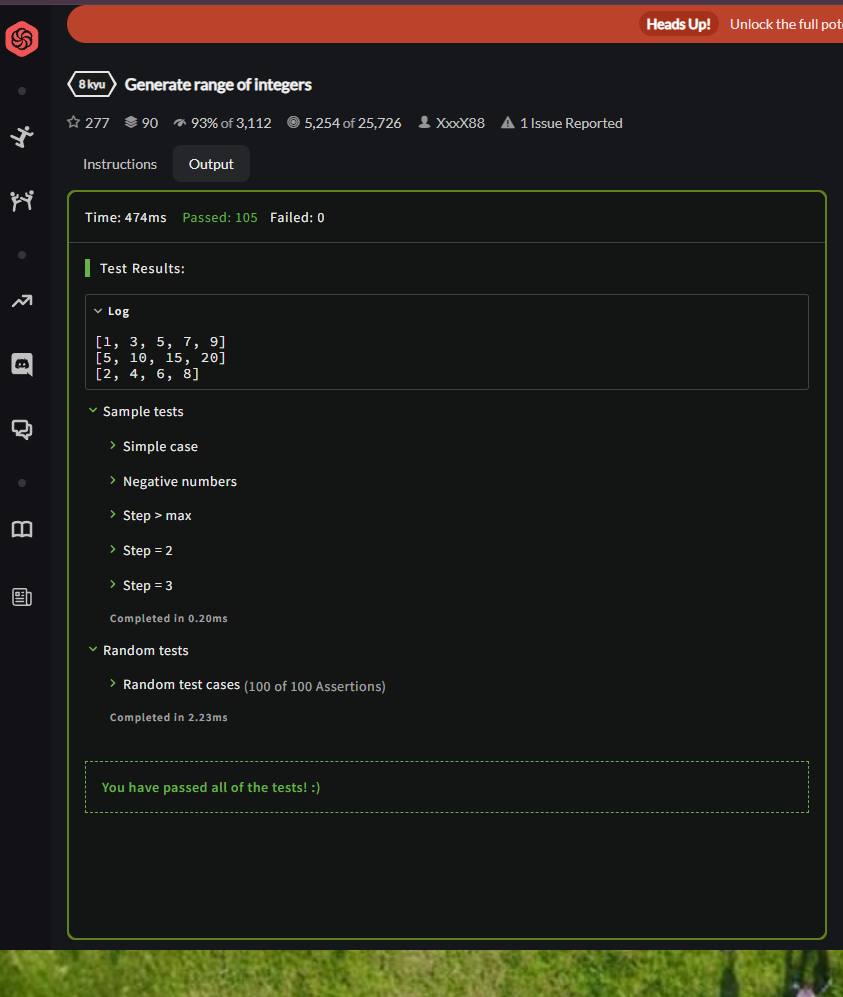 Heads Up! Unlock the full pot
8 kyu Generate range of integers
277 90 93% of 3,112 5,254 of 25,726 XxxX88 1 Issue Reported
Instructions Output
Time: 474ms Passed: 105 Failed: 0
Test Results:
Log
[1, 3, 5, 7, 9]
[5, 10, 15, 20]
[2, 4, 6, 8]
Sample tests
Simple case
Negative numbers
Step > max
Step = 2
Step = 3
Completed in 0.20ms
Random tests
Random test cases (100 of 100 Assertions)
Completed in 2.23ms
You have passed all of the tests! :)